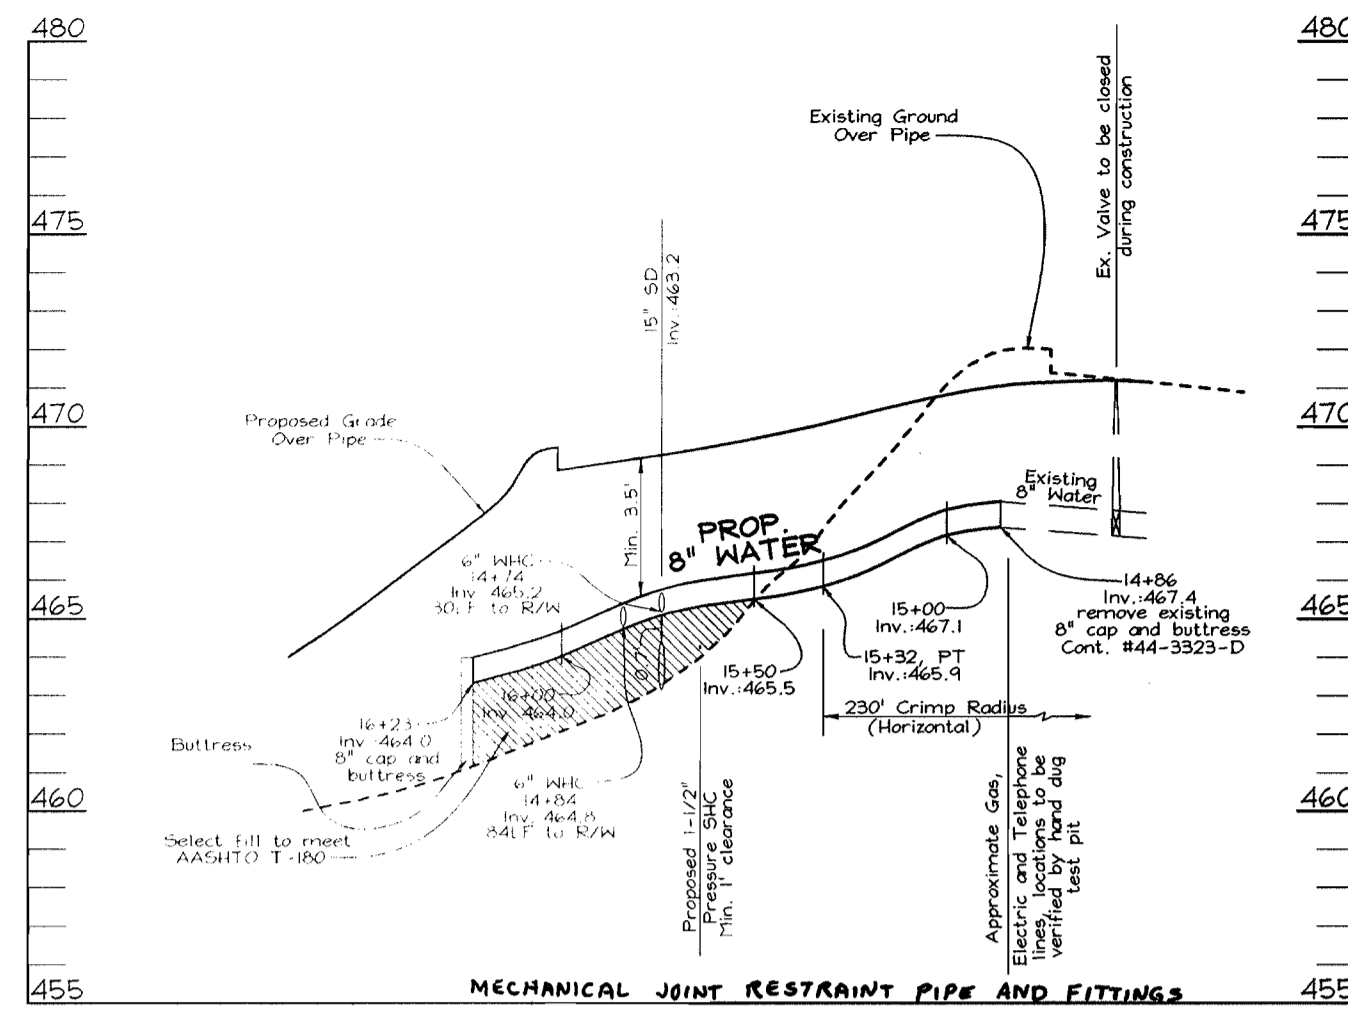 480
480
475
475
470
470
465
465
460
460
455
455
Existing Ground
Over Pipe
Ex. Valve to be closed
during construction
15" SD
Inv.:463.2
Proposed Grade
Over Pipe
Min. 3.5'
PROP.
8" WATER
Existing
8" Water
6" WHC
14+74
Inv 465.2
30LF to R/W
14+86
Inv.:467.4
remove existing
8" cap and buttress
Cont. #44-3323-D
15+00
Inv.:467.1
15+32, PT
Inv.:465.9
15+50
Inv.:465.5
230' Crimp Radius
(Horizontal)
16+00
Inv 464.0
16+23
Inv 464.0
8" cap and
buttress
Buttress
6" WHC
14+84
Inv. 464.8
84LF to R/W
Select fill to meet
AASHTO T-180
Proposed 1-1/2"
Pressure SHC
Min. 1' clearance
Approximate Gas,
Electric and Telephone
lines, locations to be
verified by hand dug
test pit
MECHANICAL JOINT RESTRAINT PIPE AND FITTINGS